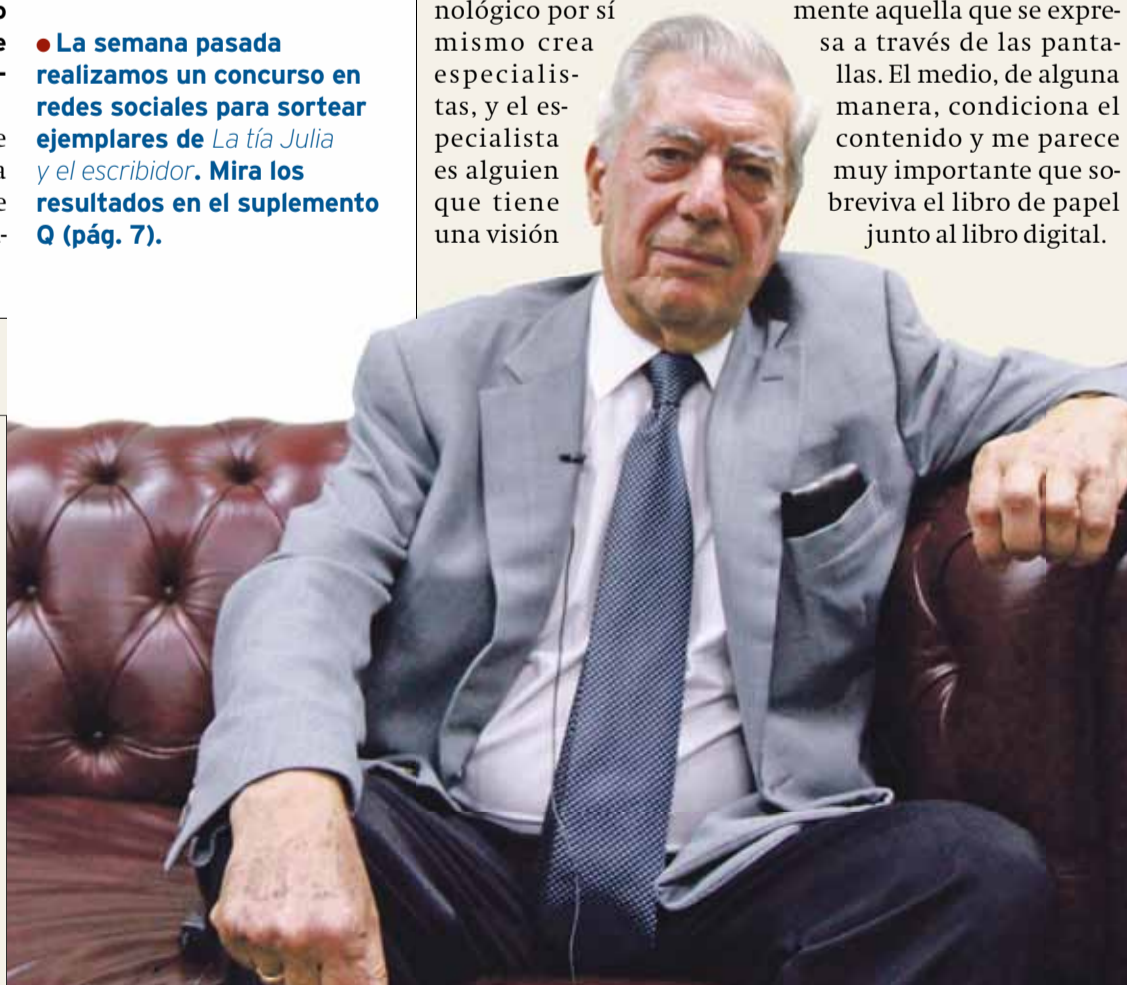 o
e
-
e
a
e
-
● La semana pasada
realizamos un concurso en
redes sociales para sortear
ejemplares de La tía Julia
y el escribidor. Mira los
resultados en el suplemento
Q (pág. 7).
nológico por sí
mismo crea
especialis-
tas, y el es-
pecialista
es alguien
que tiene
una visión
mente aquella que se expre-
sa a través de las panta-
llas. El medio, de alguna
manera, condiciona el
contenido y me parece
muy importante que so-
breviva el libro de papel
junto al libro digital.